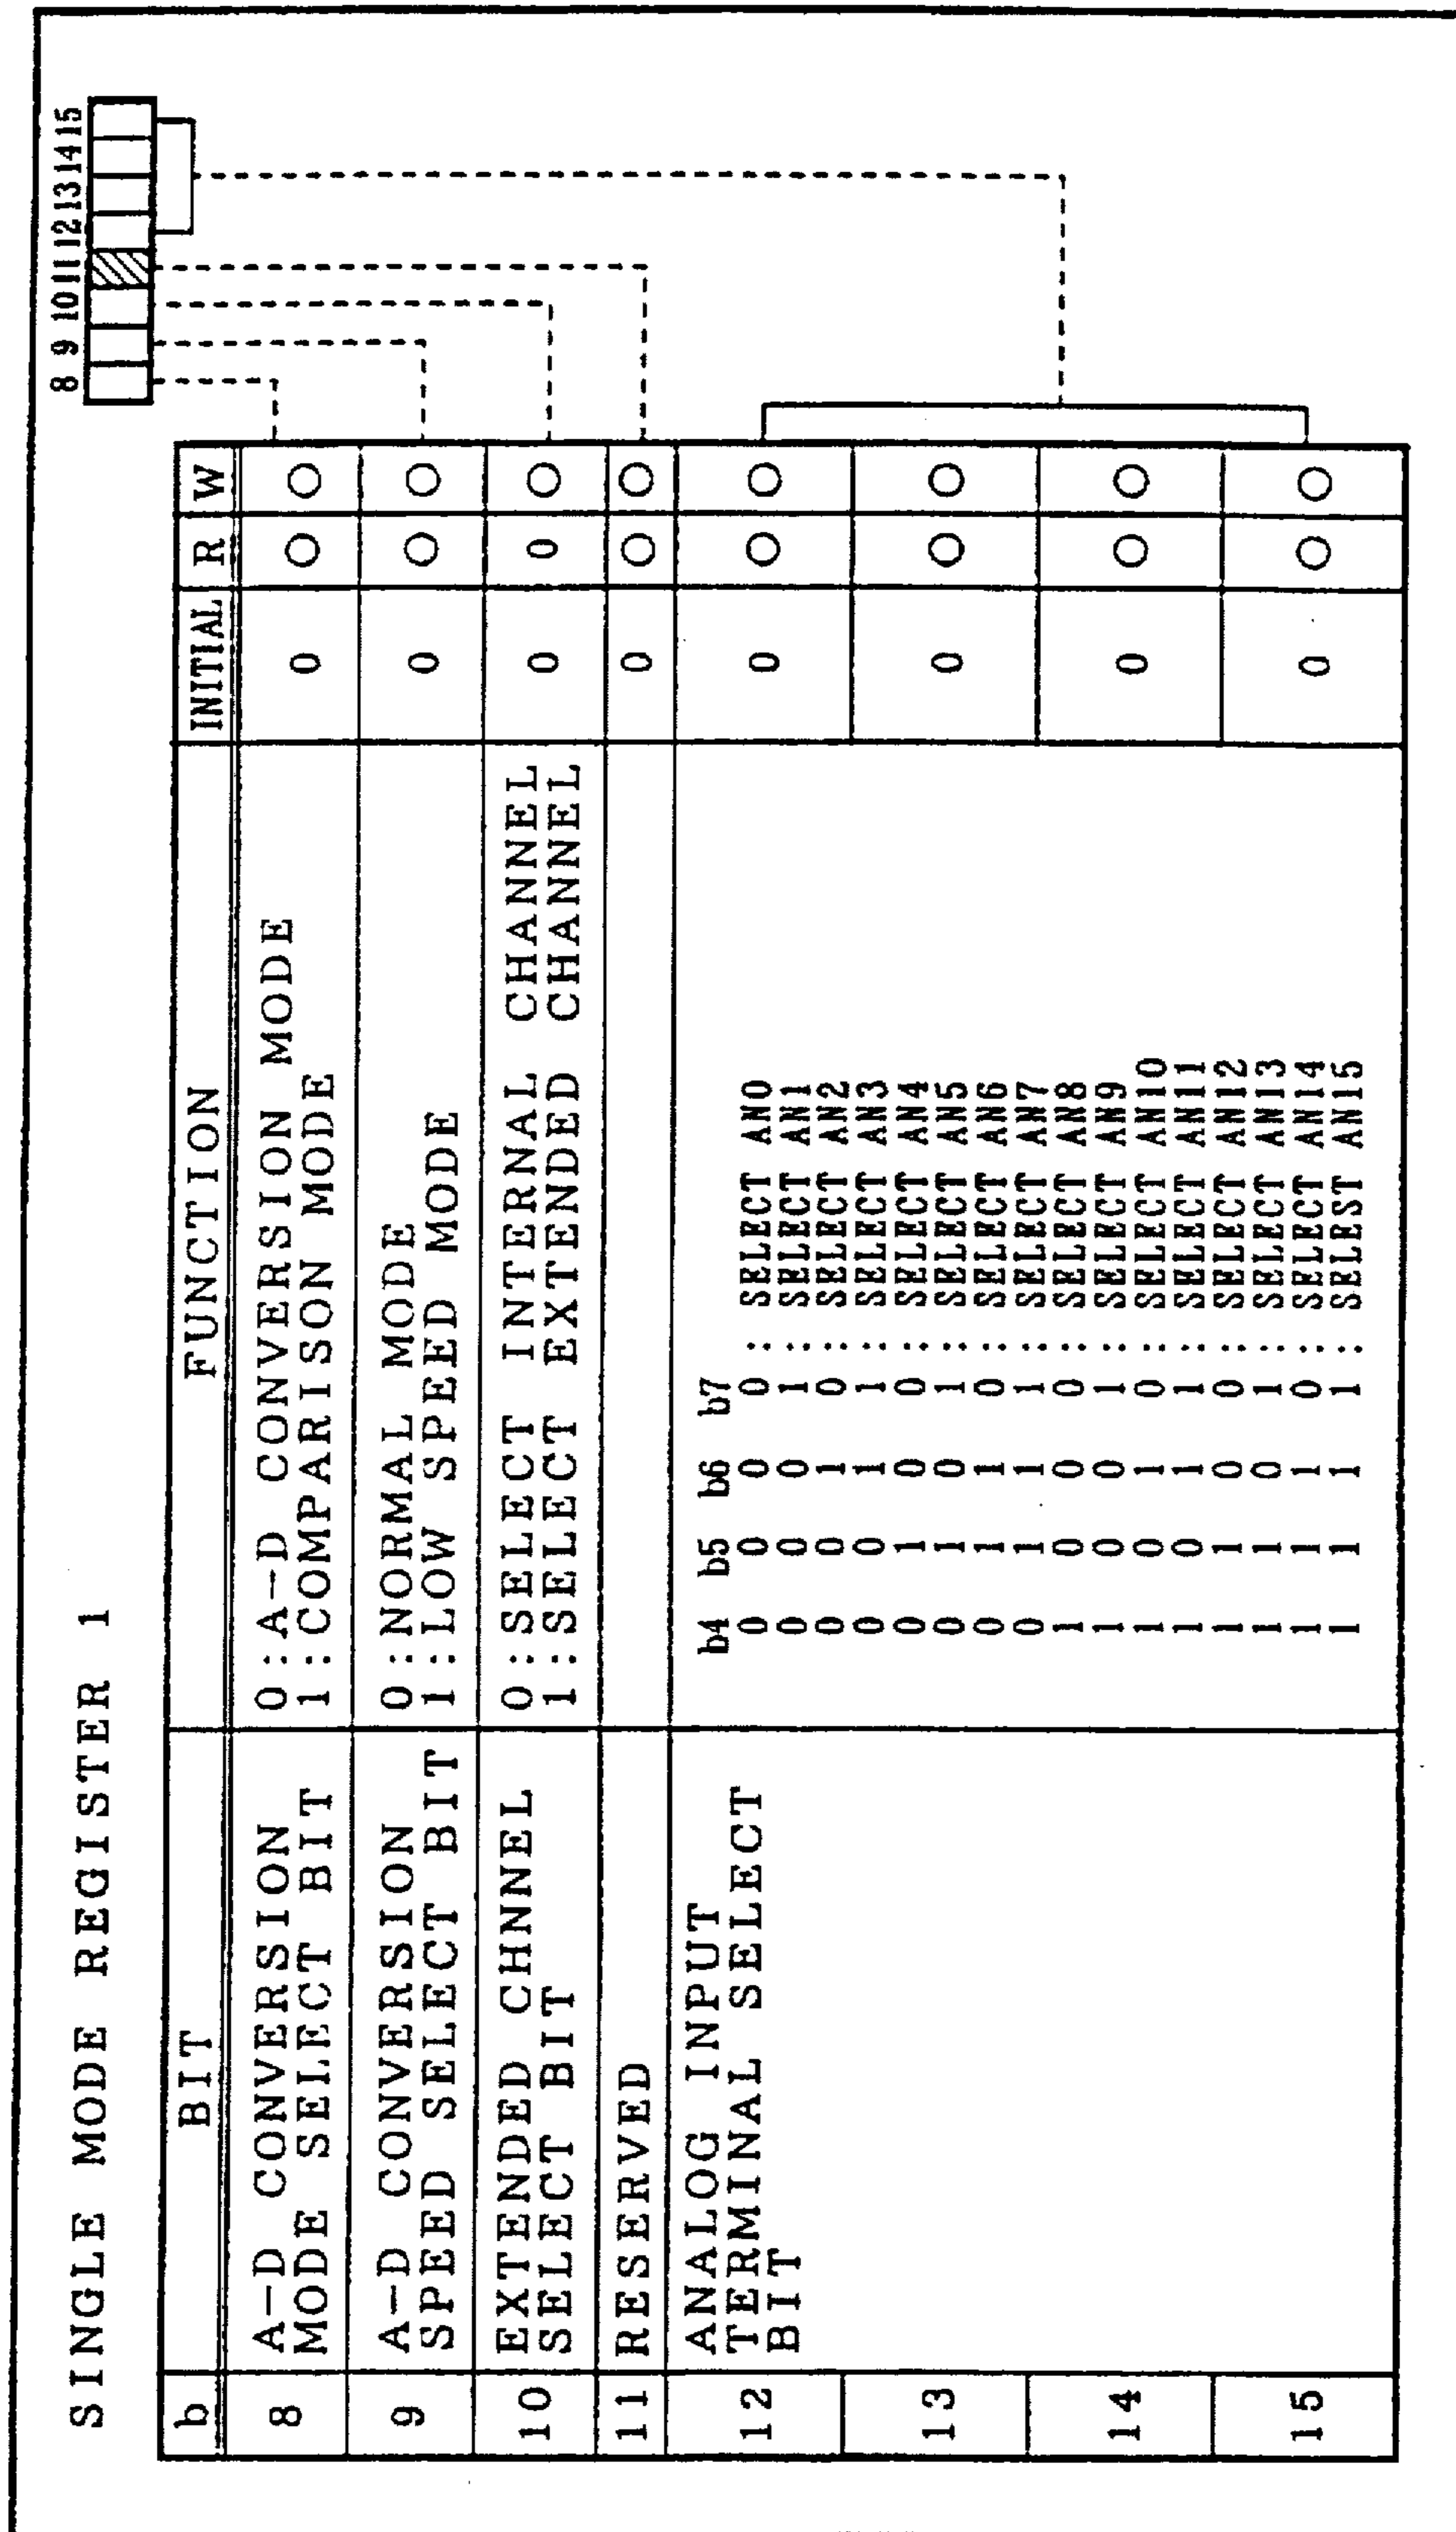 SINGLE MODE REGISTER 1
8 9 10 11 12 13 14 15
b BIT FUNCTION INITIAL R W
8 A-D CONVERSION 0:A-D CONVERSION MODE 0 ○ ○
MODE SELECT BIT 1:COMPARISON MODE
9 A-D CONVERSION 0:NORMAL MODE 0 ○ ○
SPEED SELECT BIT 1:LOW SPEED MODE
10 EXTENDED CHNNEL 0:SELECT INTERNAL CHANNEL 0 0 ○
SELECT BIT 1:SELECT EXTENDED CHANNEL
11 RESERVED 0 ○ ○
12 ANALOG INPUT 0 ○ ○
TERMINAL SELECT
BIT
13 0 ○ ○
14 0 ○ ○
15 0 ○ ○
b4 b5 b6 b7
0 0 0 0 : SELECT AN0
0 0 0 1 : SELECT AN1
0 0 1 0 : SELECT AN2
0 0 1 1 : SELECT AN3
0 1 0 0 : SELECT AN4
0 1 0 1 : SELECT AN5
0 1 1 0 : SELECT AN6
0 1 1 1 : SELECT AN7
1 0 0 0 : SELECT AN8
1 0 0 1 : SELECT AN9
1 0 1 0 : SELECT AN10
1 0 1 1 : SELECT AN11
1 1 0 0 : SELECT AN12
1 1 0 1 : SELECT AN13
1 1 1 0 : SELECT AN14
1 1 1 1 : SELEST AN15